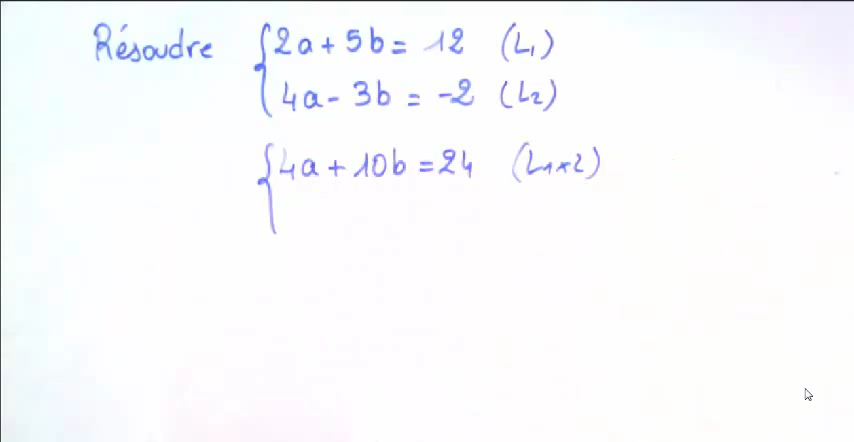 Résoudre { 2a + 5b = 12 (L₁)
4a - 3b = -2 (L₂)
{ 4a + 10b = 24 (L₁×2)